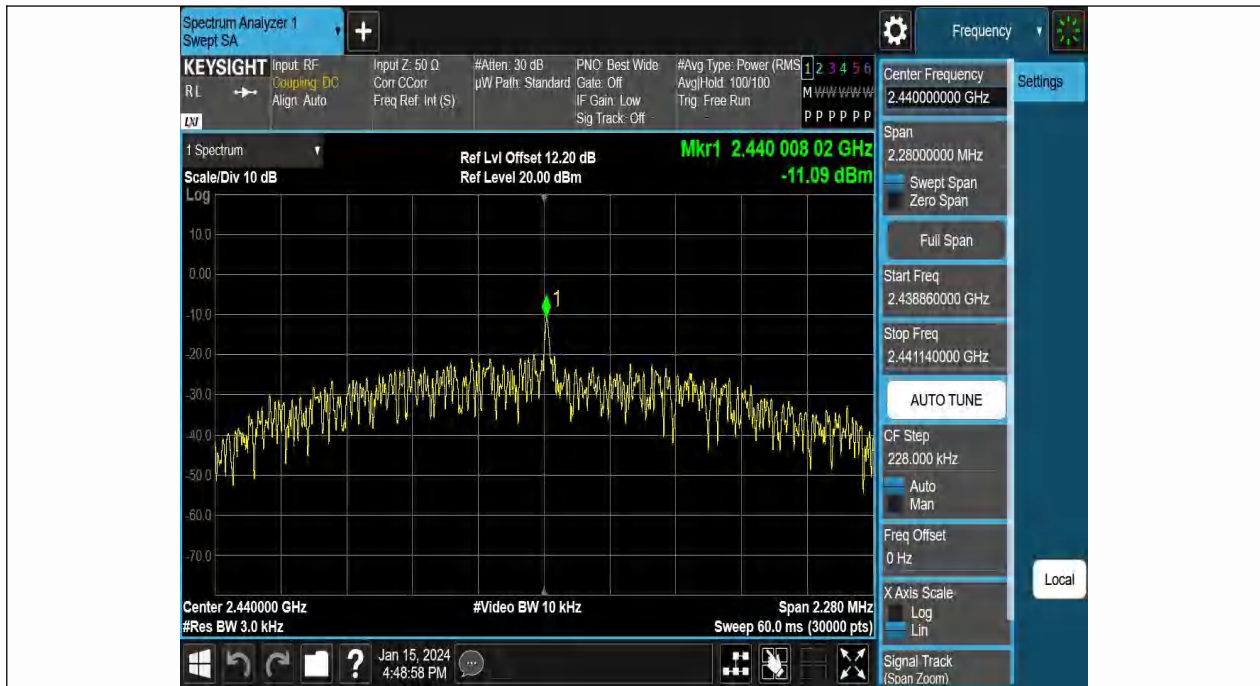 Spectrum Analyzer 1
Swept SA
+
Frequency
KEYSIGHT
RL
LXI
Input: RF
Coupling: DC
Align: Auto
Input Z: 50 Ω
Corr CCorr
Freq Ref: Int (S)
#Atten: 30 dB
µW Path: Standard
PNO: Best Wide
Gate: Off
IF Gain: Low
Sig Track: Off
#Avg Type: Power (RMS
Avg|Hold: 100/100
Trig: Free Run
1 2 3 4 5 6
M W W W W W
P P P P P P
Center Frequency
2.440000000 GHz
Settings
Span
2.28000000 MHz
Swept Span
Zero Span
Full Span
Start Freq
2.438860000 GHz
Stop Freq
2.441140000 GHz
AUTO TUNE
CF Step
228.000 kHz
Auto
Man
Freq Offset
0 Hz
X Axis Scale
Log
Lin
Signal Track
(Span Zoom)
Local
1 Spectrum
Scale/Div 10 dB
Log
Ref Lvl Offset 12.20 dB
Ref Level 20.00 dBm
Mkr1 2.440 008 02 GHz
-11.09 dBm
10.0
0.00
1
-10.0
-20.0
-30.0
-40.0
-50.0
-60.0
-70.0
Center 2.440000 GHz
#Res BW 3.0 kHz
#Video BW 10 kHz
Span 2.280 MHz
Sweep 60.0 ms (30000 pts)
?
Jan 15, 2024
4:48:58 PM